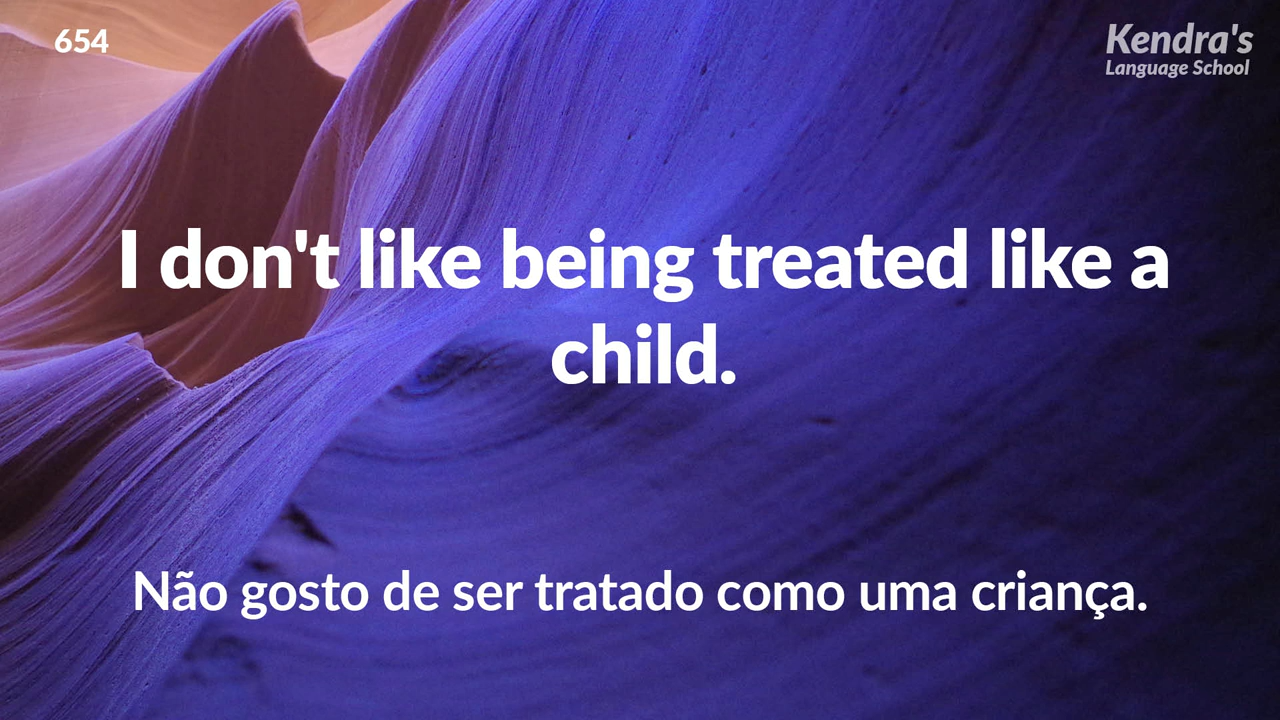 654
Kendra's
Language School
I don't like being treated like a
child.
Não gosto de ser tratado como uma criança.